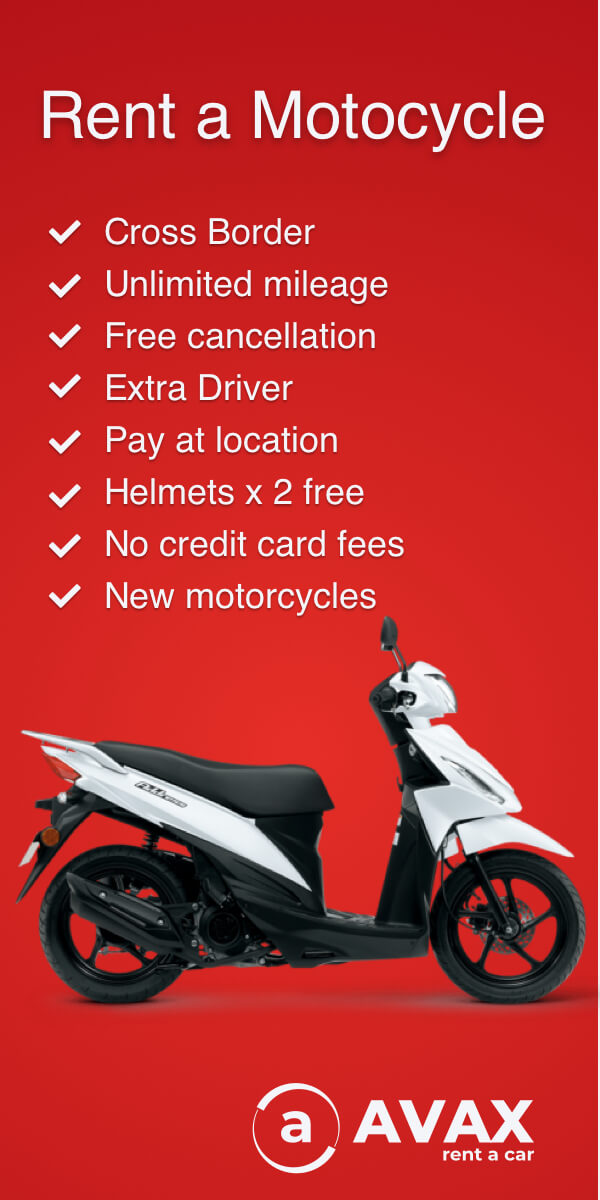 Rent a Motocycle
Cross Border
Unlimited mileage
Free cancellation
Extra Driver
Pay at location
Helmets x 2 free
No credit card fees
New motorcycles
a AVAX
rent a car